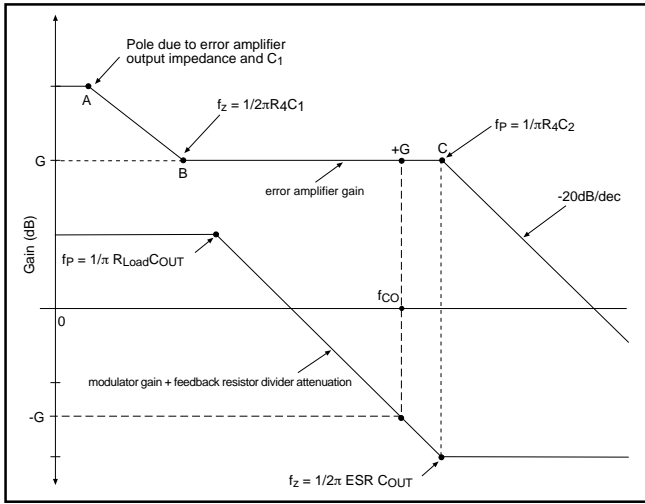 Pole due to error amplifier
output impedance and C1
A
fz = 1/2πR4C1
fP = 1/πR4C2
+G
C
G
B
error amplifier gain
-20dB/dec
Gain (dB)
fP = 1/π RLoadCOUT
fCO
0
modulator gain + feedback resistor divider attenuation
-G
fz = 1/2π ESR COUT